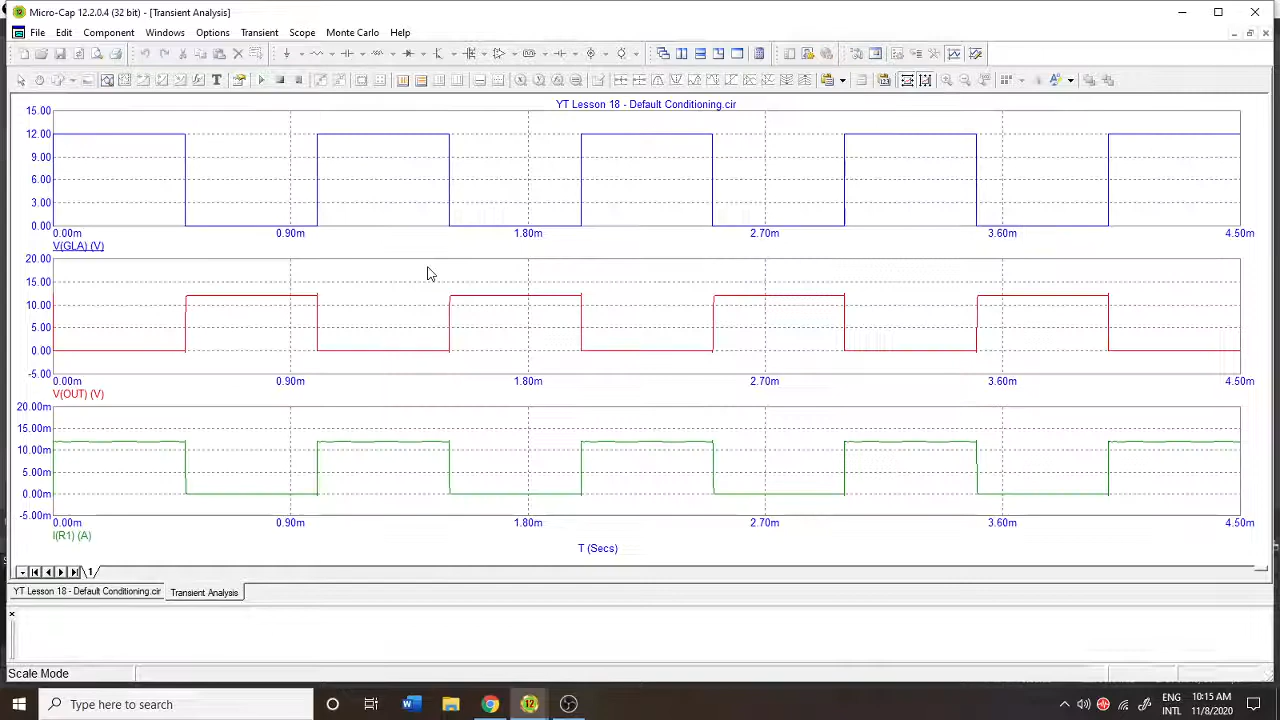 Micro-Cap 12.2.0.4 (32 bit) - [Transient Analysis]
File Edit Component Windows Options Transient Scope Monte Carlo Help
YT Lesson 18 - Default Conditioning.cir
15.00
12.00
9.00
6.00
3.00
0.00
0.00m 0.90m 1.80m 2.70m 3.60m 4.50m
V(GLA) (V)
20.00
15.00
10.00
5.00
0.00
-5.00
0.00m 0.90m 1.80m 2.70m 3.60m 4.50m
V(OUT) (V)
20.00m
15.00m
10.00m
5.00m
0.00m
-5.00m
0.00m 0.90m 1.80m 2.70m 3.60m 4.50m
I(R1) (A)
T (Secs)
1
YT Lesson 18 - Default Conditioning.cir Transient Analysis
Scale Mode
Type here to search
ENG
INTL
10:15 AM
11/8/2020